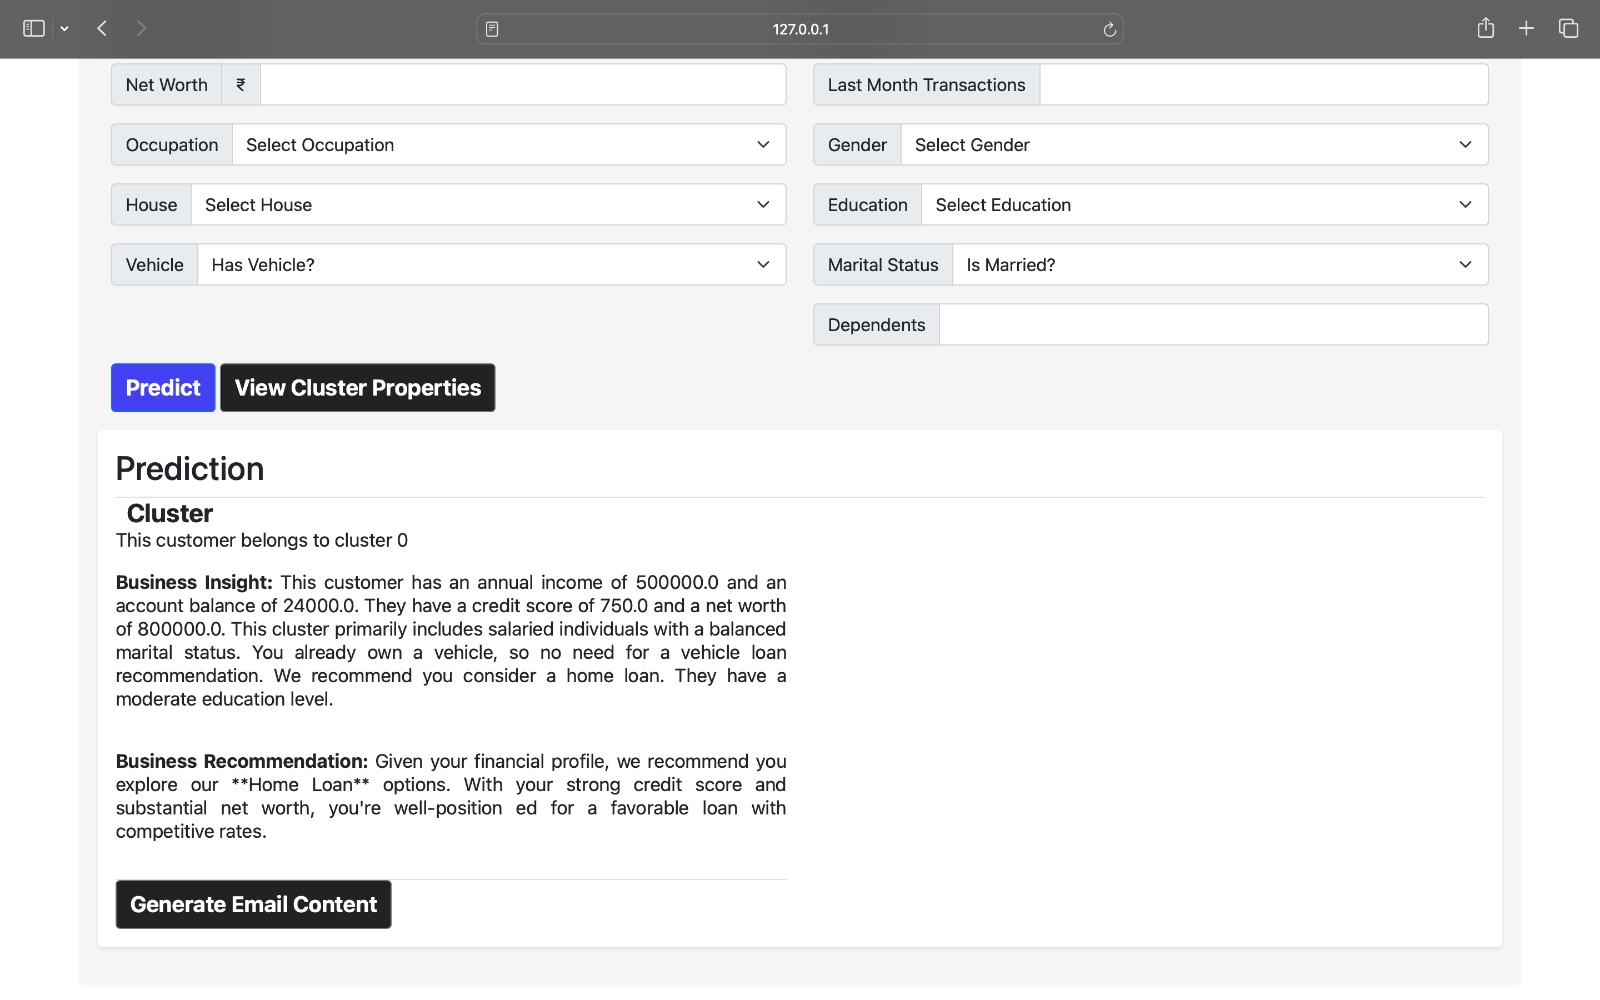 127.0.0.1
Net Worth ₹
Last Month Transactions
Occupation Select Occupation
Gender Select Gender
House Select House
Education Select Education
Vehicle Has Vehicle?
Marital Status Is Married?
Dependents
Predict View Cluster Properties
Prediction
Cluster
This customer belongs to cluster 0
Business Insight: This customer has an annual income of 500000.0 and an
account balance of 24000.0. They have a credit score of 750.0 and a net worth
of 800000.0. This cluster primarily includes salaried individuals with a balanced
marital status. You already own a vehicle, so no need for a vehicle loan
recommendation. We recommend you consider a home loan. They have a
moderate education level.
Business Recommendation: Given your financial profile, we recommend you
explore our **Home Loan** options. With your strong credit score and
substantial net worth, you're well-position ed for a favorable loan with
competitive rates.
Generate Email Content